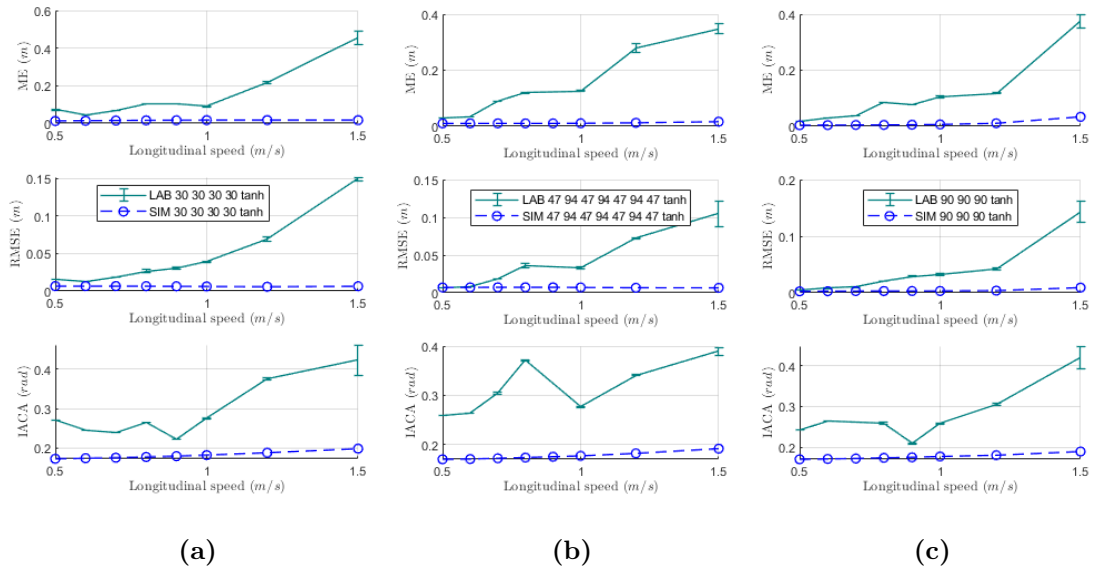 ME (m)
0.6
0.4
0.2
0
0.5
1
1.5
Longitudinal speed (m/s)
RMSE (m)
0.15
0.1
0.05
0
LAB 30 30 30 30 tanh
SIM 30 30 30 30 tanh
0.5
1
1.5
Longitudinal speed (m/s)
IACA (rad)
0.4
0.3
0.2
0.5
1
1.5
Longitudinal speed (m/s)
(a)
ME (m)
0.4
0.2
0
0.5
1
1.5
Longitudinal speed (m/s)
RMSE (m)
0.15
0.1
0.05
0
LAB 47 94 47 94 47 94 47 tanh
SIM 47 94 47 94 47 94 47 tanh
0.5
1
1.5
Longitudinal speed (m/s)
IACA (rad)
0.4
0.3
0.2
0.5
1
1.5
Longitudinal speed (m/s)
(b)
ME (m)
0.4
0.2
0
0.5
1
1.5
Longitudinal speed (m/s)
RMSE (m)
0.2
0.1
0
LAB 90 90 90 tanh
SIM 90 90 90 tanh
0.5
1
1.5
Longitudinal speed (m/s)
IACA (rad)
0.4
0.3
0.2
0.5
1
1.5
Longitudinal speed (m/s)
(c)